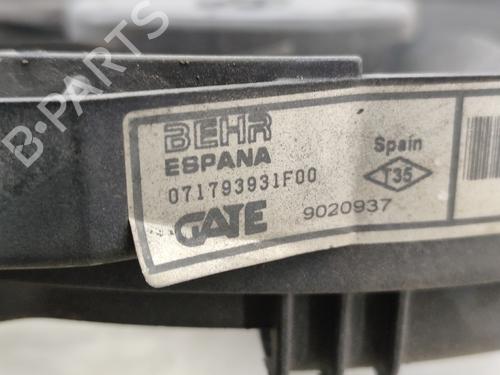 BEHR
ESPANA
071793931F00
GATE
9020937
Spain
T35
B-PARTS